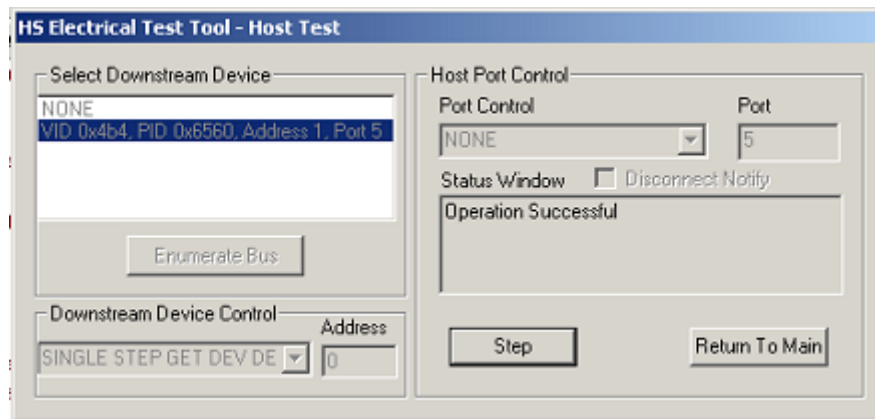 HS Electrical Test Tool - Host Test
Select Downstream Device
NONE
VID 0x4b4, PID 0x6560, Address 1, Port 5
Enumerate Bus
Downstream Device Control
Address
SINGLE STEP GET DEV DE
0
Host Port Control
Port Control
Port
NONE
5
Status Window
Disconnect Notify
Operation Successful
Step
Return To Main